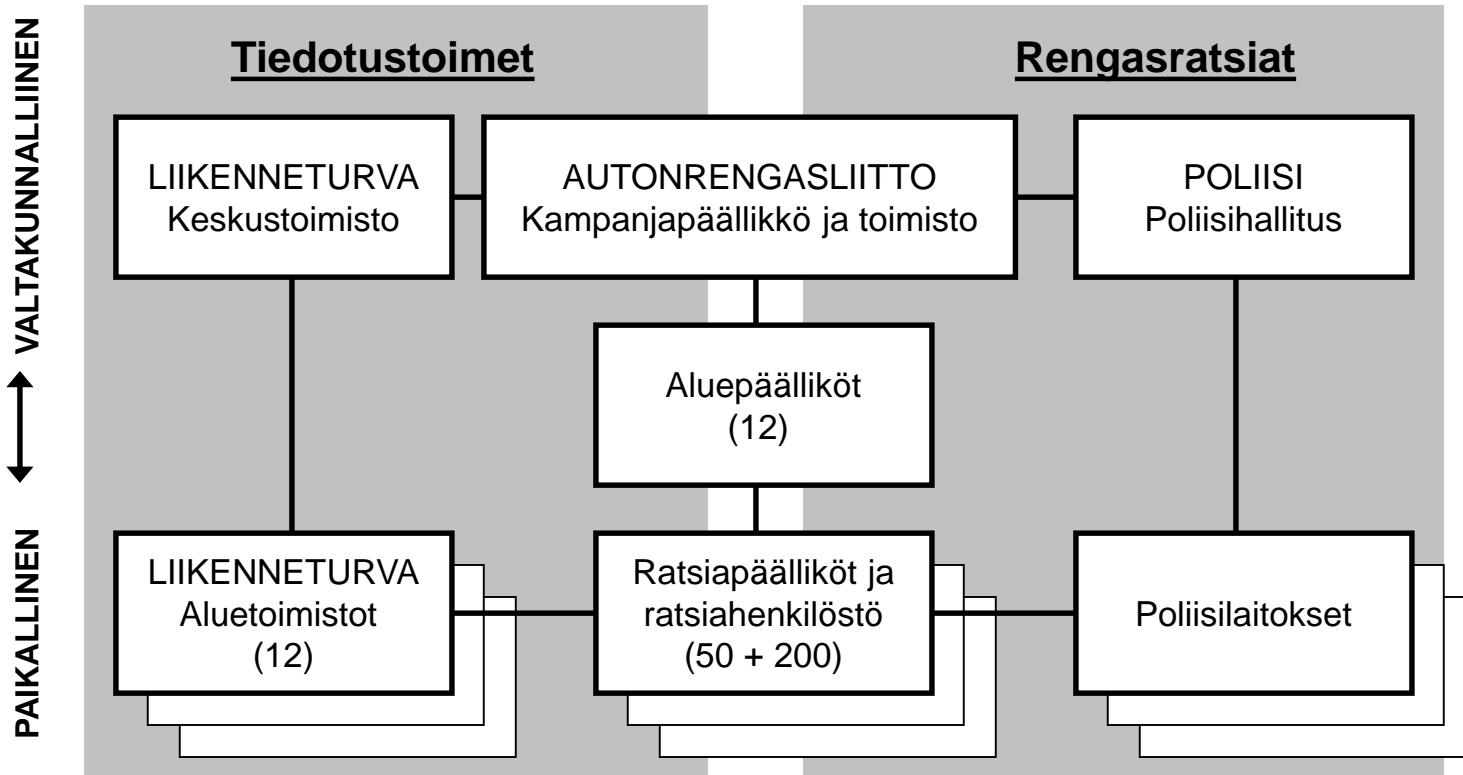 Tiedotustoimet
Rengasratsiat
VALTAKUNNALLINEN
PAIKALLINEN
LIIKENNETURVA
Keskustoimisto
AUTONRENGASLIITTO
Kampanjapäällikkö ja toimisto
POLIISI
Poliisihallitus
Aluepäälliköt
(12)
LIIKENNETURVA
Aluetoimistot
(12)
Ratsiapäälliköt ja
ratsiahenkilöstö
(50 + 200)
Poliisilaitokset